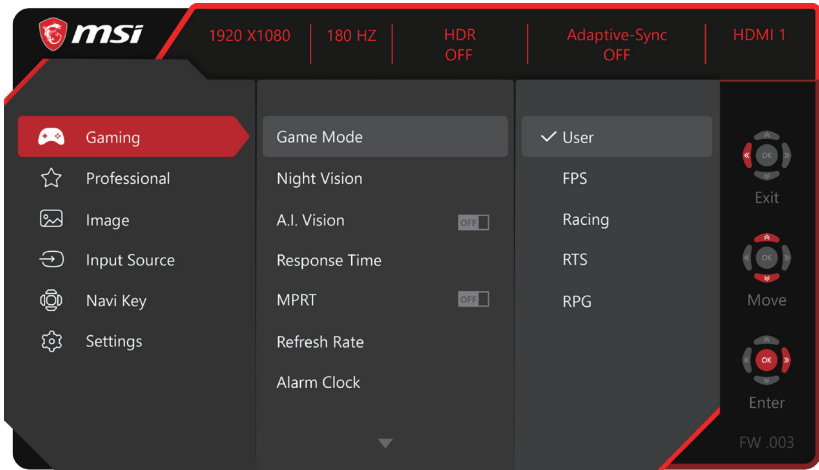 msi
1920 X1080
180 HZ
HDR
OFF
Adaptive-Sync
OFF
HDMI 1
Gaming
Professional
Image
Input Source
Navi Key
Settings
Game Mode
Night Vision
A.I. Vision OFF
Response Time
MPRT OFF
Refresh Rate
Alarm Clock
User
FPS
Racing
RTS
RPG
OK
Exit
OK
Move
OK
Enter
FW .003